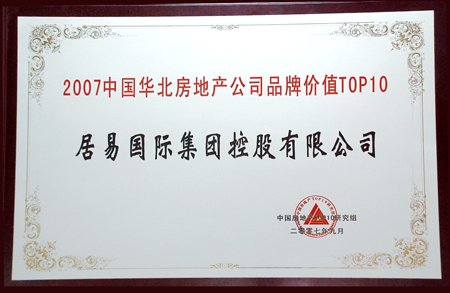 2007中国华北房地产公司品牌价值TOP10
居易国际集团控股有限公司
中国房地产TOP10研究组
二〇〇七年九月